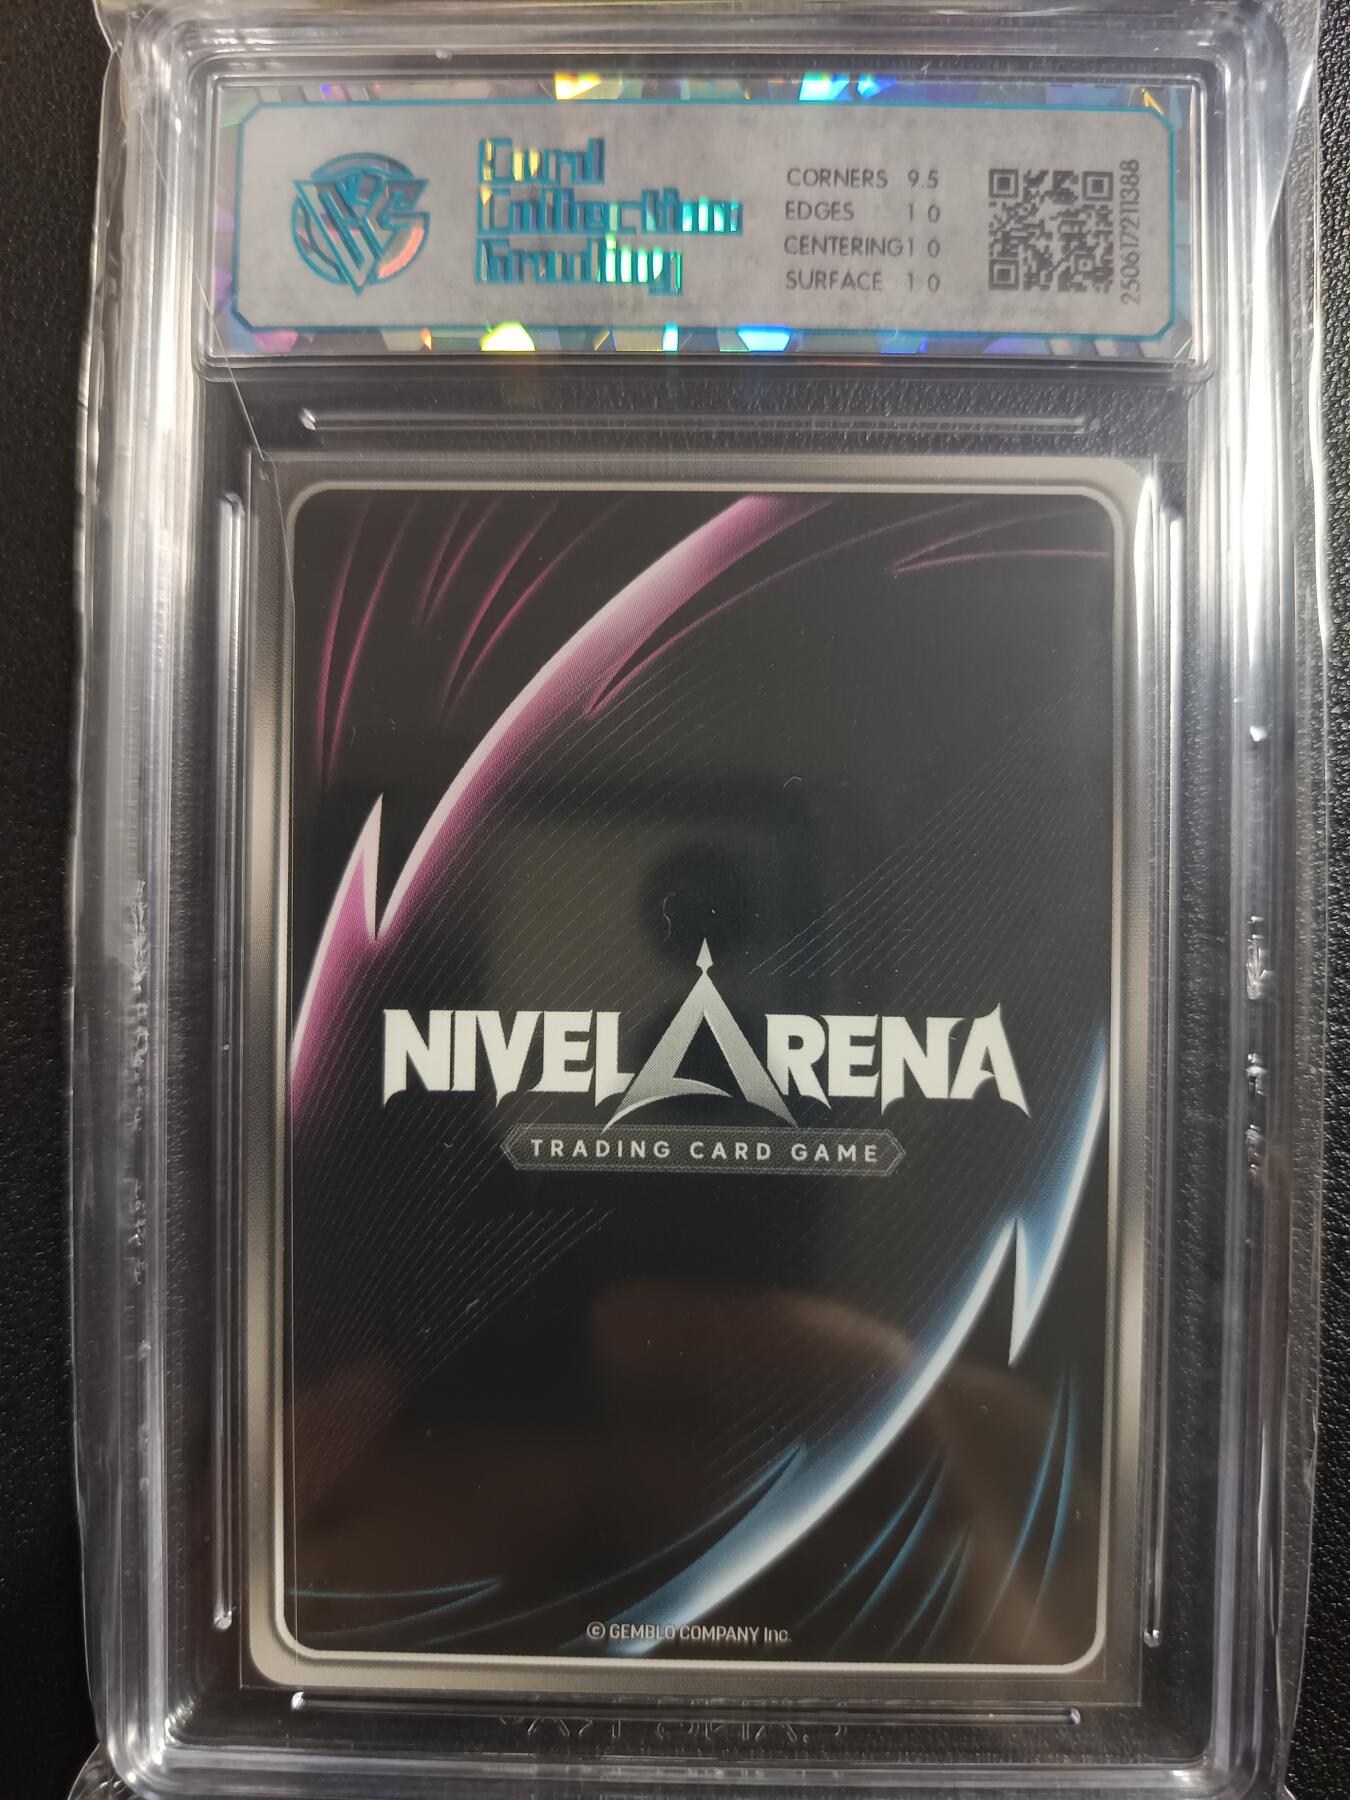 Card
Collection
Grading
CORNERS 9.5
EDGES 10
CENTERING 10
SURFACE 10
250617211388
NIVEL ARENA
TRADING CARD GAME
© GEMBLO COMPANY Inc.